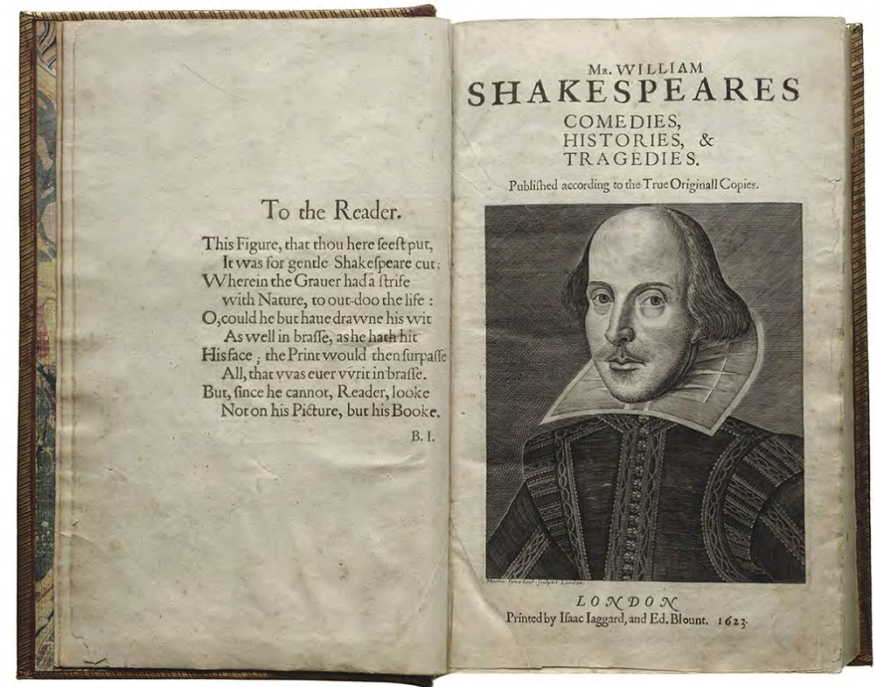 To the Reader.
This Figure, that thou here ſeeſt put,
It was for gentle Shakeſpeare cut;
Wherein the Grauer had a ſtrife
with Nature, to out-doo the life :
O, could he but haue drawne his wit
As well in braſſe, as he hath hit
His face ; the Print would then ſurpaſſe
All, that vvas euer vvrit in braſſe.
But, ſince he cannot, Reader, looke
Not on his Picture, but his Booke.
B. I.
Mr. WILLIAM
SHAKESPEARES
COMEDIES,
HISTORIES, &
TRAGEDIES.
Publiſhed according to the True Originall Copies.
Martin Droeſhout ſculpſit London.
LONDON
Printed by Iſaac Iaggard, and Ed. Blount. 1623.